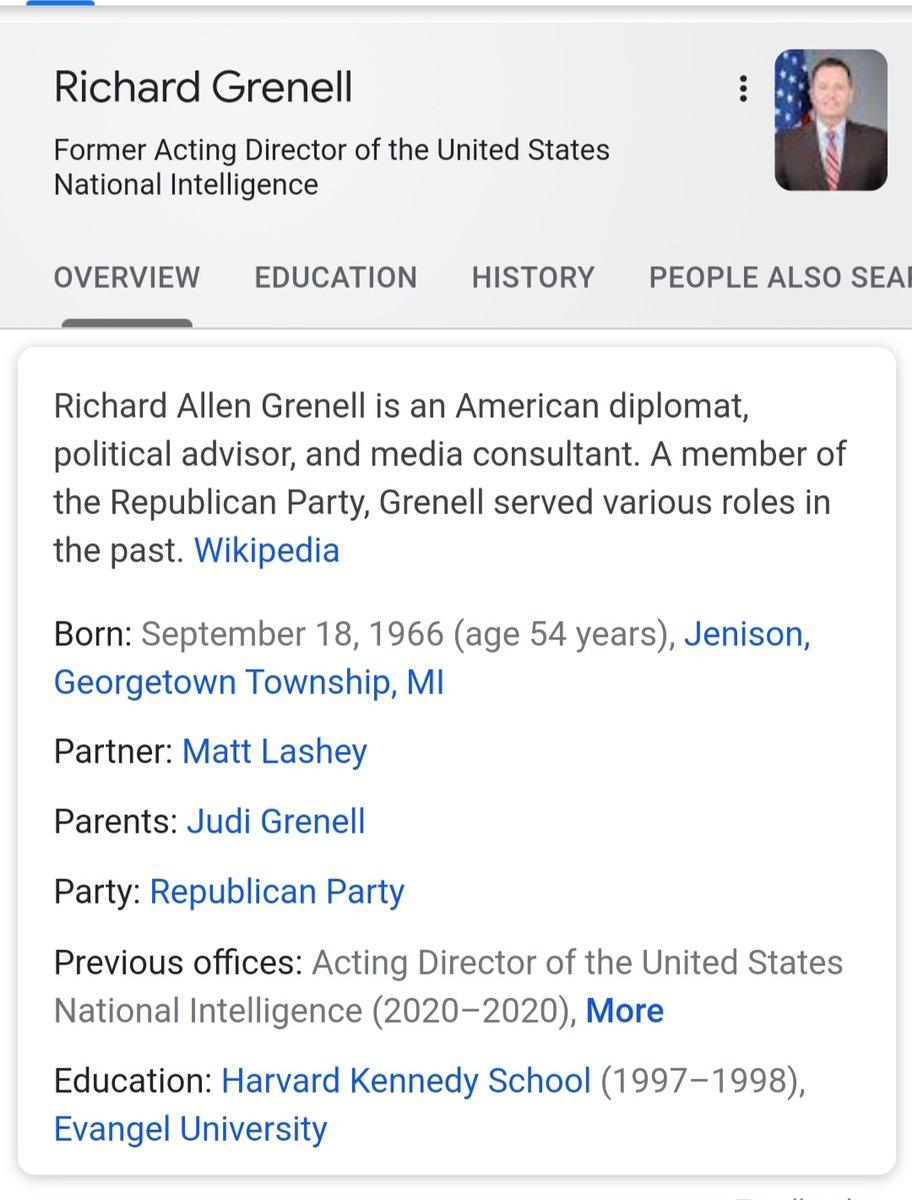 Richard Grenell
Former Acting Director of the United States
National Intelligence
OVERVIEW EDUCATION HISTORY PEOPLE ALSO SEA
Richard Allen Grenell is an American diplomat,
political advisor, and media consultant. A member of
the Republican Party, Grenell served various roles in
the past. Wikipedia
Born: September 18, 1966 (age 54 years), Jenison,
Georgetown Township, MI
Partner: Matt Lashey
Parents: Judi Grenell
Party: Republican Party
Previous offices: Acting Director of the United States
National Intelligence (2020–2020), More
Education: Harvard Kennedy School (1997–1998),
Evangel University